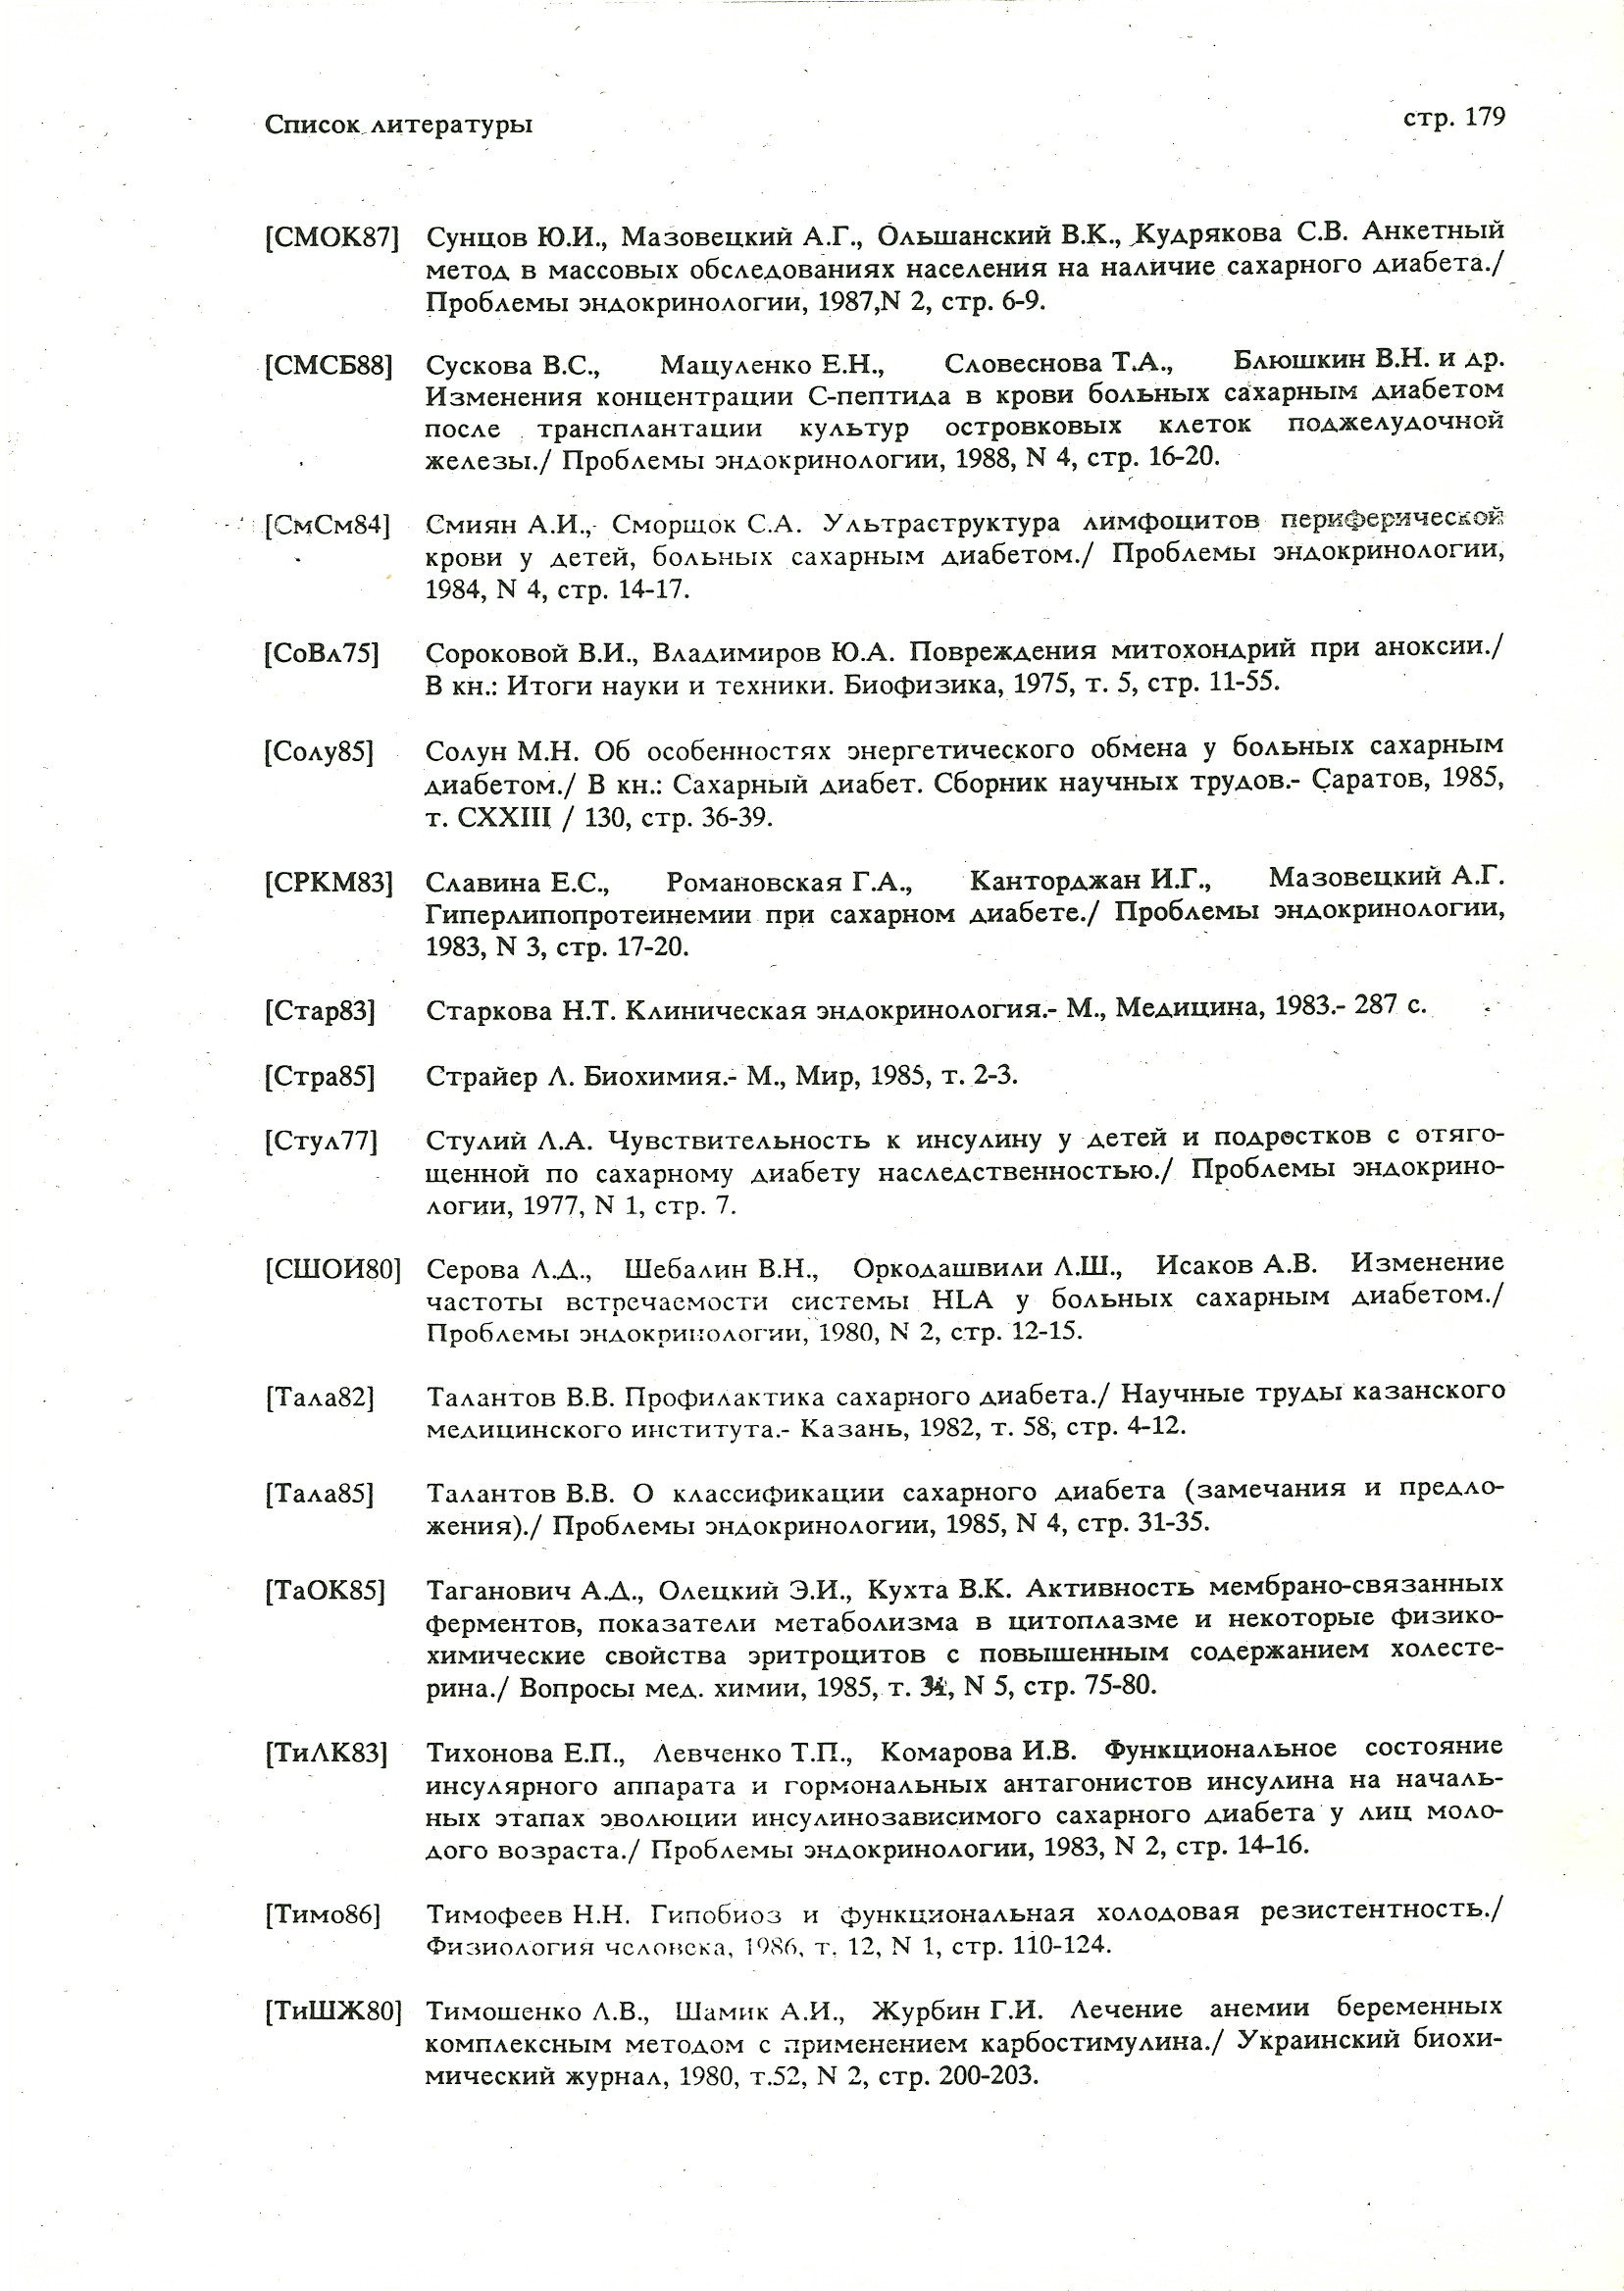 Список литературы
стр. 179
[СМОК87] Сунцов Ю.И., Мазовецкий А.Г., Ольшанский В.К., Кудрякова С.В. Анкетный
метод в массовых обследованиях населения на наличие сахарного диабета./
Проблемы эндокринологии, 1987,N 2, стр. 6-9.
[СМСБ88] Сускова В.С., Мацуленко Е.Н., Словеснова Т.А., Блюшкин В.Н. и др.
Изменения концентрации С-пептида в крови больных сахарным диабетом
после трансплантации культур островковых клеток поджелудочной
железы./ Проблемы эндокринологии, 1988, N 4, стр. 16-20.
[СмСм84] Смиян А.И., Сморщок С.А. Ультраструктура лимфоцитов периферической
крови у детей, больных сахарным диабетом./ Проблемы эндокринологии,
1984, N 4, стр. 14-17.
[СоВл75] Сороковой В.И., Владимиров Ю.А. Повреждения митохондрий при аноксии./
В кн.: Итоги науки и техники. Биофизика, 1975, т. 5, стр. 11-55.
[Солу85] Солун М.Н. Об особенностях энергетического обмена у больных сахарным
диабетом./ В кн.: Сахарный диабет. Сборник научных трудов.- Саратов, 1985,
т. CXXIII / 130, стр. 36-39.
[СРКМ83] Славина Е.С., Романовская Г.А., Канторджан И.Г., Мазовецкий А.Г.
Гиперлипопротеинемии при сахарном диабете./ Проблемы эндокринологии,
1983, N 3, стр. 17-20.
[Стар83] Старкова Н.Т. Клиническая эндокринология.- М., Медицина, 1983.- 287 с.
[Стра85] Страйер Л. Биохимия.- М., Мир, 1985, т. 2-3.
[Стул77] Стулий Л.А. Чувствительность к инсулину у детей и подростков с отяго-
щенной по сахарному диабету наследственностью./ Проблемы эндокрино-
логии, 1977, N 1, стр. 7.
[СШОИ80] Серова Л.Д., Шебалин В.Н., Оркодашвили Л.Ш., Исаков А.В. Изменение
частоты встречаемости системы HLA у больных сахарным диабетом./
Проблемы эндокринологии, 1980, N 2, стр. 12-15.
[Тала82] Талантов В.В. Профилактика сахарного диабета./ Научные труды казанского
медицинского института.- Казань, 1982, т. 58, стр. 4-12.
[Тала85] Талантов В.В. О классификации сахарного диабета (замечания и предло-
жения)./ Проблемы эндокринологии, 1985, N 4, стр. 31-35.
[ТаОК85] Таганович А.Д., Олецкий Э.И., Кухта В.К. Активность мембрано-связанных
ферментов, показатели метаболизма в цитоплазме и некоторые физико-
химические свойства эритроцитов с повышенным содержанием холесте-
рина./ Вопросы мед. химии, 1985, т. N 5, стр. 75-80.
[ТиЛК83] Тихонова Е.П., Левченко Т.П., Комарова И.В. Функциональное состояние
инсулярного аппарата и гормональных антагонистов инсулина на началь-
ных этапах эволюции инсулинозависимого сахарного диабета у лиц моло-
дого возраста./ Проблемы эндокринологии, 1983, N 2, стр. 14-16.
[Тимо86] Тимофеев Н.Н. Гипобиоз и функциональная холодовая резистентность./
Физиология человека, 1986, т. 12, N 1, стр. 110-124.
[ТиШЖ80] Тимошенко Л.В., Шамик А.И., Журбин Г.И. Лечение анемии беременных
комплексным методом с применением карбостимулина./ Украинский биохи-
мический журнал, 1980, т.52, N 2, стр. 200-203.